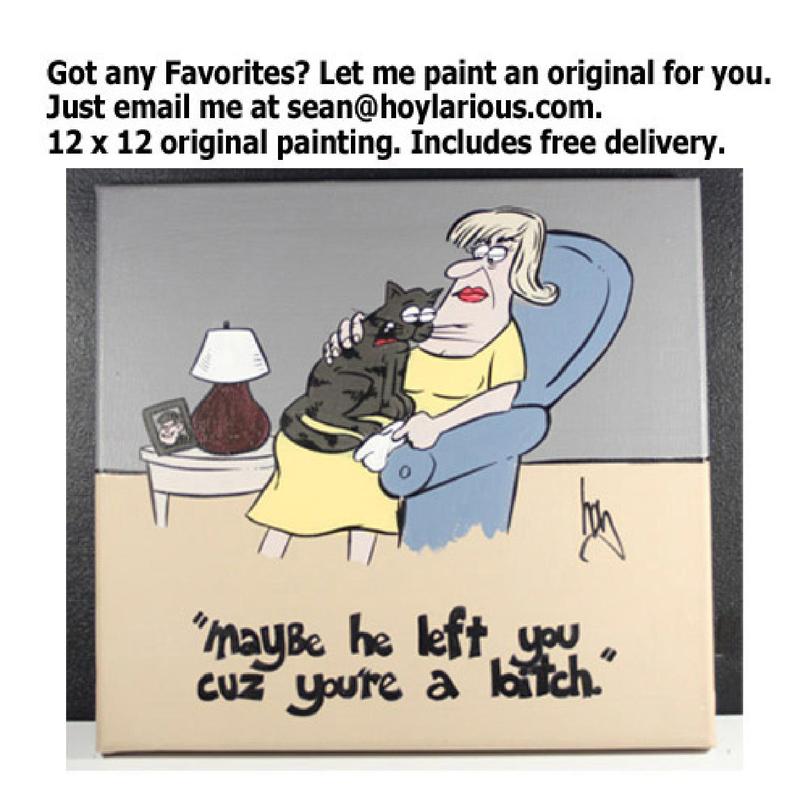 Got any Favorites? Let me paint an original for you.
Just email me at sean@hoylarious.com.
12 x 12 original painting. Includes free delivery.
hoy
"maybe he left you
cuz you're a bitch."